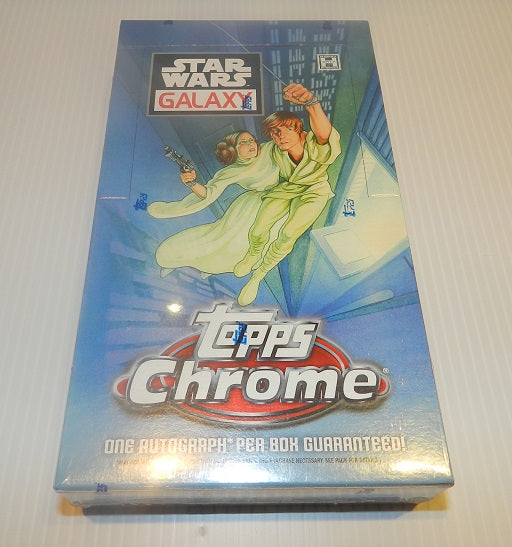 STAR
WARS
GALAXY
topps
Chrome®
ONE AUTOGRAPH* PER BOX GUARANTEED!